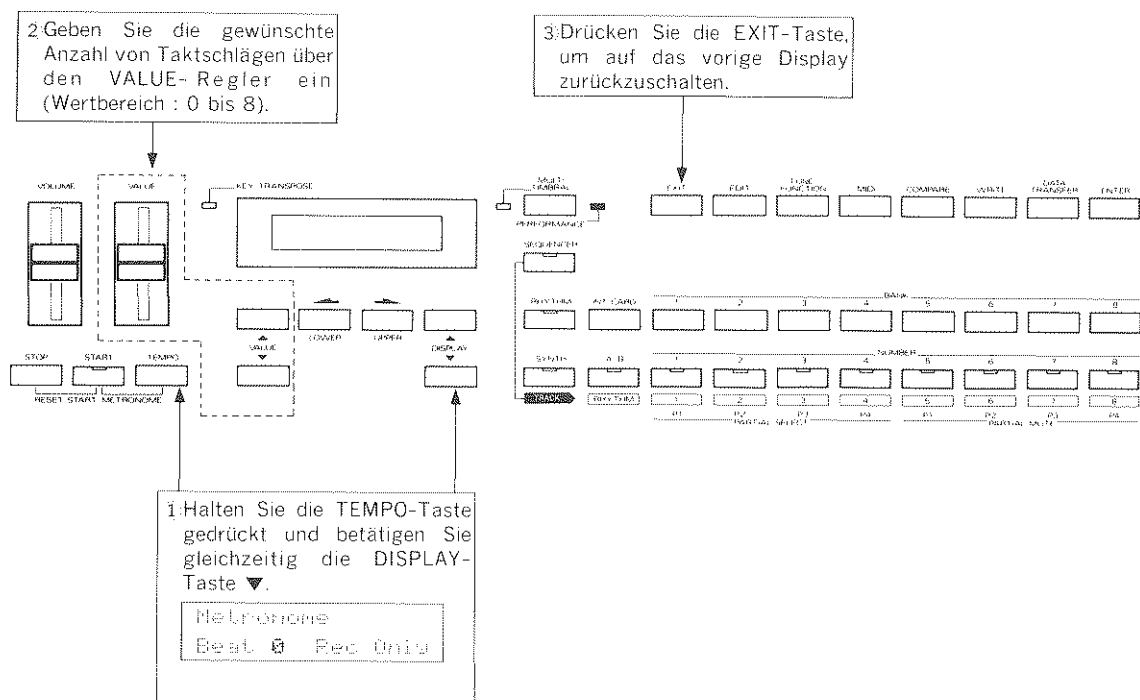 2 Geben Sie die gewünschte
Anzahl von Taktschlägen über
den VALUE-Regler ein
(Wertbereich : 0 bis 8).
3 Drücken Sie die EXIT-Taste,
um auf das vorige Display
zurückzuschalten.
VOLUME VALUE KEY TRANSPOSE
MULTI TIMBRAL
PERFORMANCE
EXIT EDIT TUNE FUNCTION MIDI COMPARE WRITE DATA TRANSFER ENTER
SEQUENCER
RHYTHM INT CARD
BANK
1 2 3 4 5 6 7 8
VALUE LOWER UPPER DISPLAY
SYNTH A B
NUMBER
1 2 3 4 5 6 7 8
STOP START TEMPO
RESET START METRONOME
TRACK RHYTHM 1 2 3 4 5 6 7 8
P1 P2 P3 P4 P1 P2 P3 P4
PARTIAL SELECT PARTIAL MUTE
1 Halten Sie die TEMPO-Taste
gedrückt und betätigen Sie
gleichzeitig die DISPLAY-
Taste ▼.
Metronome
Beat 0 Rec Only